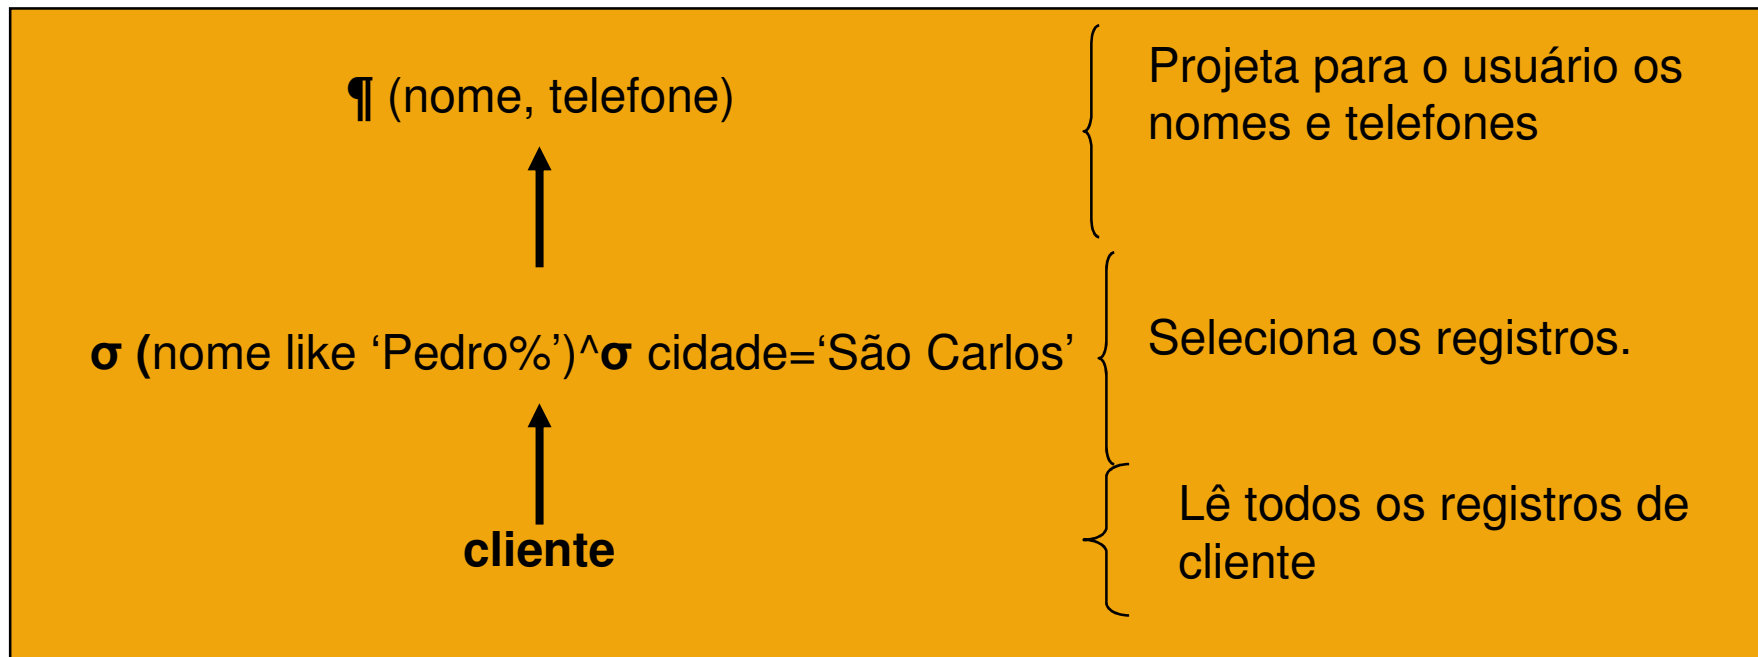 ¶ (nome, telefone)
Projeta para o usuário os
nomes e telefones
σ (nome like ‘Pedro%’)^σ cidade=‘São Carlos’
Seleciona os registros.
cliente
Lê todos os registros de
cliente